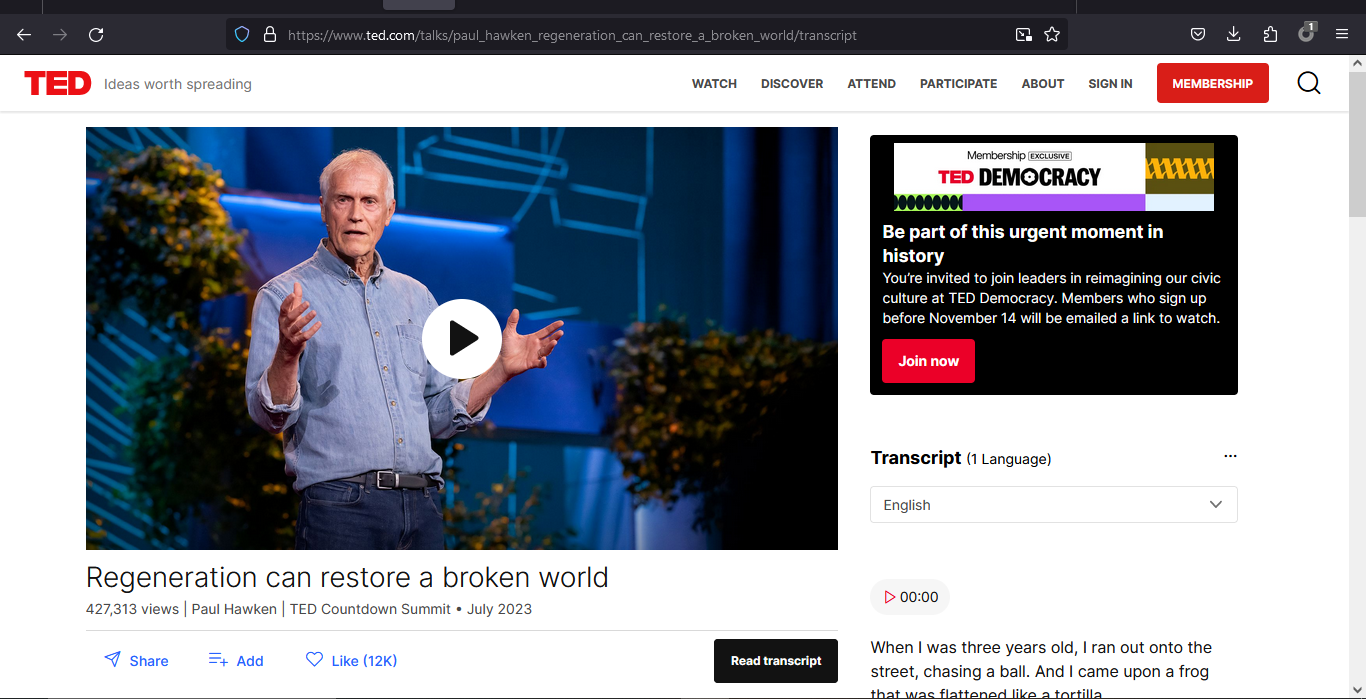 https://www.ted.com/talks/paul_hawken_regeneration_can_restore_a_broken_world/transcript
1
TED Ideas worth spreading
WATCH DISCOVER ATTEND PARTICIPATE ABOUT SIGN IN MEMBERSHIP
Membership EXCLUSIVE
TED DEMOCRACY
Be part of this urgent moment in
history
You're invited to join leaders in reimagining our civic
culture at TED Democracy. Members who sign up
before November 14 will be emailed a link to watch.
Join now
Regeneration can restore a broken world
427,313 views | Paul Hawken | TED Countdown Summit • July 2023
Share Add Like (12K)
Read transcript
Transcript (1 Language)
English
00:00
When I was three years old, I ran out onto the
street, chasing a ball. And I came upon a frog
that was flattened like a tortilla